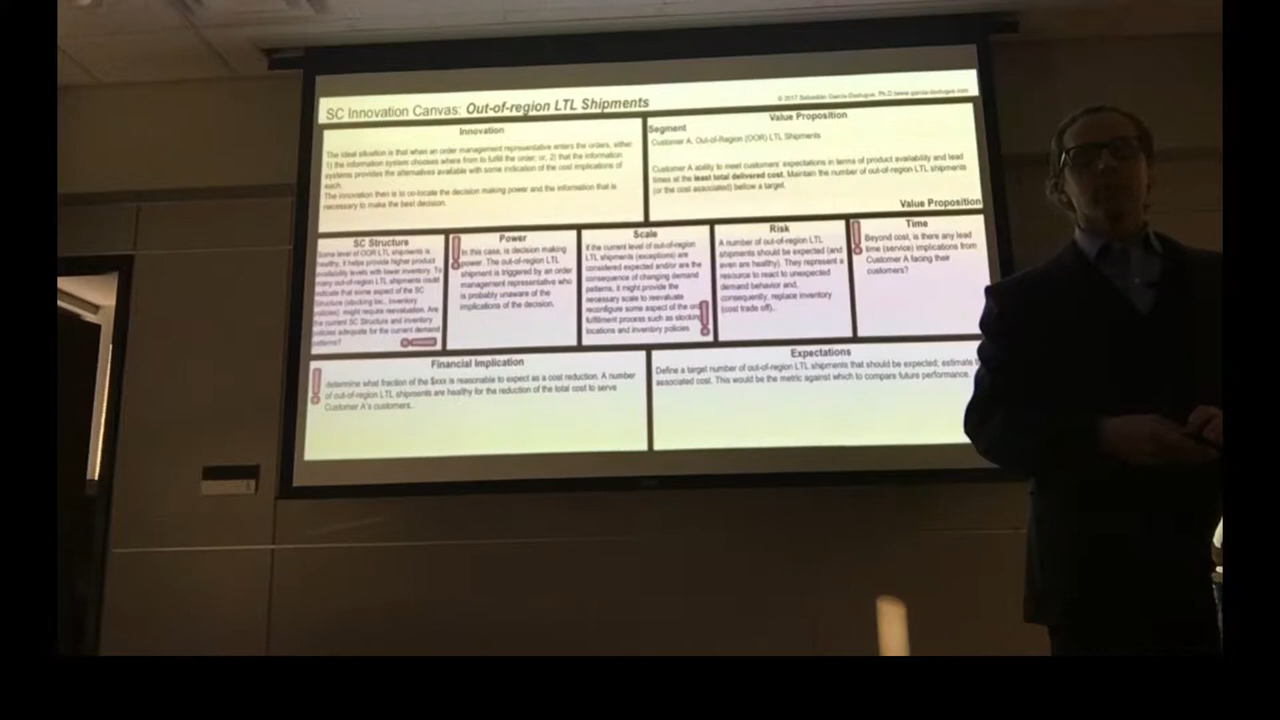 SC Innovation Canvas: Out-of-region LTL Shipments
© 2017 Sebastián García-Dastugue, Ph.D. www.garcia-dastugue.com
Innovation
The ideal situation is that when an order management representative enters the orders, either
1) the information system chooses where from to fulfill the order; or, 2) that the information
systems provides the alternatives available with some indication of the cost implications of
each.
The innovation then is to co-locate the decision making power and the information that is
necessary to make the best decision.
Value Proposition
Segment
Customer A, Out-of-Region (OOR) LTL Shipments
Customer A ability to meet customers' expectations in terms of product availability and lead
times at the least total delivered cost. Maintain the number of out-of-region LTL shipments
(or the cost associated) bellow a target.
Value Proposition
SC Structure
Some level of OOR LTL shipments is
healthy, it helps provide higher product
availability levels with lower inventory. To
many out-of-region LTL shipments could
indicate that some aspect of the SC
Structure (stocking loc., inventory
policies) might require reevaluation. Are
the current SC Structure and inventory
policies adequate for the current demand
patterns?
Power
In this case, is decision making
power. The out-of-region LTL
shipment is triggered by an order
management representative who
is probably unaware of the
implications of the decision.
Scale
If the current level of out-of-region
LTL shipments (exceptions) are
considered expected and/or are the
consequence of changing demand
patterns, it might provide the
necessary scale to reevaluate
reconfigure some aspect of the
fulfillment process such as stocking
locations and inventory policies
Risk
A number of out-of-region LTL
shipments should be expected (and
even are healthy). They represent a
resource to react to unexpected
demand behavior and,
consequently, replace inventory
(cost trade off).
Time
Beyond cost, is there any lead
time (service) implications from
Customer A facing their
customers?
Financial Implication
determine what fraction of the $xxx is reasonable to expect as a cost reduction. A number
of out-of-region LTL shipments are healthy for the reduction of the total cost to serve
Customer A's customers.
Expectations
Define a target number of out-of-region LTL shipments that should be expected; estimate
associated cost. This would be the metric against which to compare future performance.